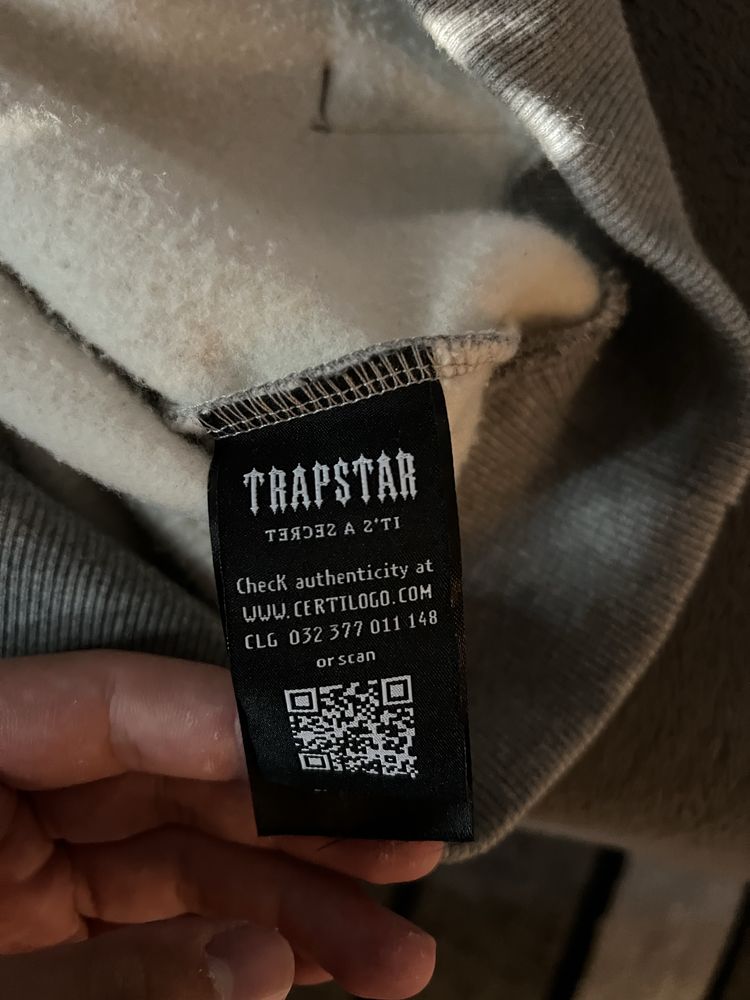 TRAPSTAR
IT'S A SECRET
Check authenticity at
WWW.CERTILOGO.COM
CLG 032 377 011 148
or scan